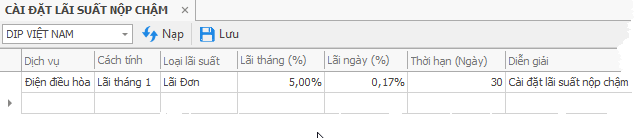 CÀI ĐẶT LÃI SUẤT NỘP CHẬM
DIP VIỆT NAM Nạp Lưu
Dịch vụ Cách tính Loại lãi suất Lãi tháng (%) Lãi ngày (%) Thời hạn (Ngày) Diễn giải
Điện điều hòa Lãi tháng 1 Lãi Đơn 5,00% 0,17% 30 Cài đặt lãi suất nộp chậm